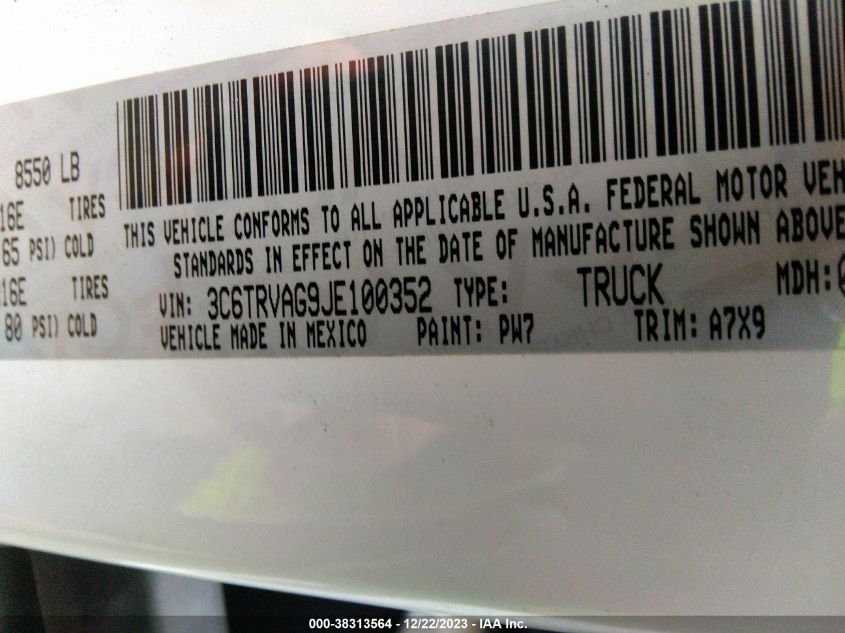 8550 LB
16E TIRES
65 PSI) COLD
16E TIRES
80 PSI) COLD
THIS VEHICLE CONFORMS TO ALL APPLICABLE U.S.A. FEDERAL MOTOR VEH
STANDARDS IN EFFECT ON THE DATE OF MANUFACTURE SHOWN ABOVE
VIN: 3C6TRVAG9JE100352 TYPE: TRUCK MDH:0
VEHICLE MADE IN MEXICO PAINT: PW7 TRIM: A7X9
000-38313564 - 12/22/2023 - IAA Inc.